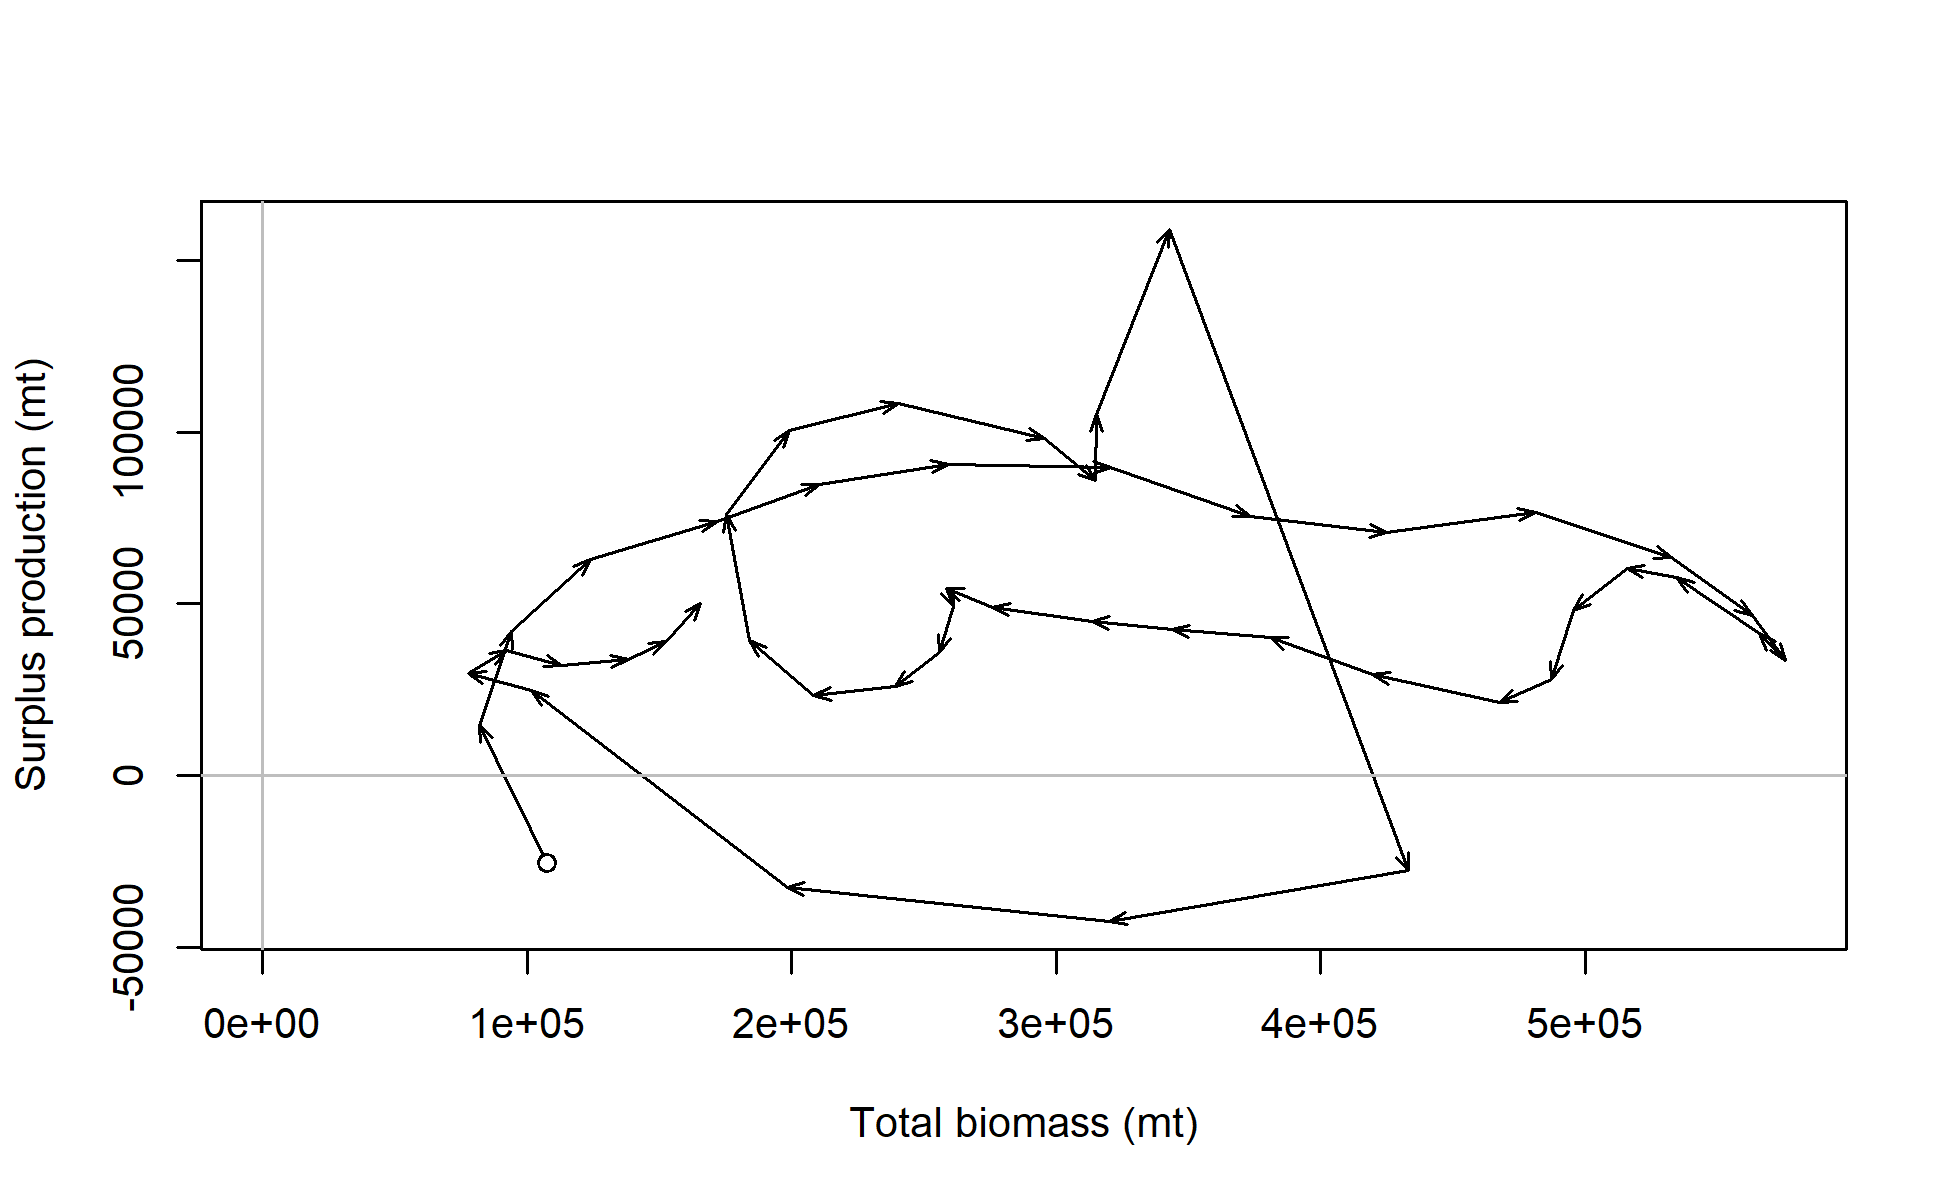 Surplus production (mt)
100000
50000
0
-50000
0e+00 1e+05 2e+05 3e+05 4e+05 5e+05
Total biomass (mt)